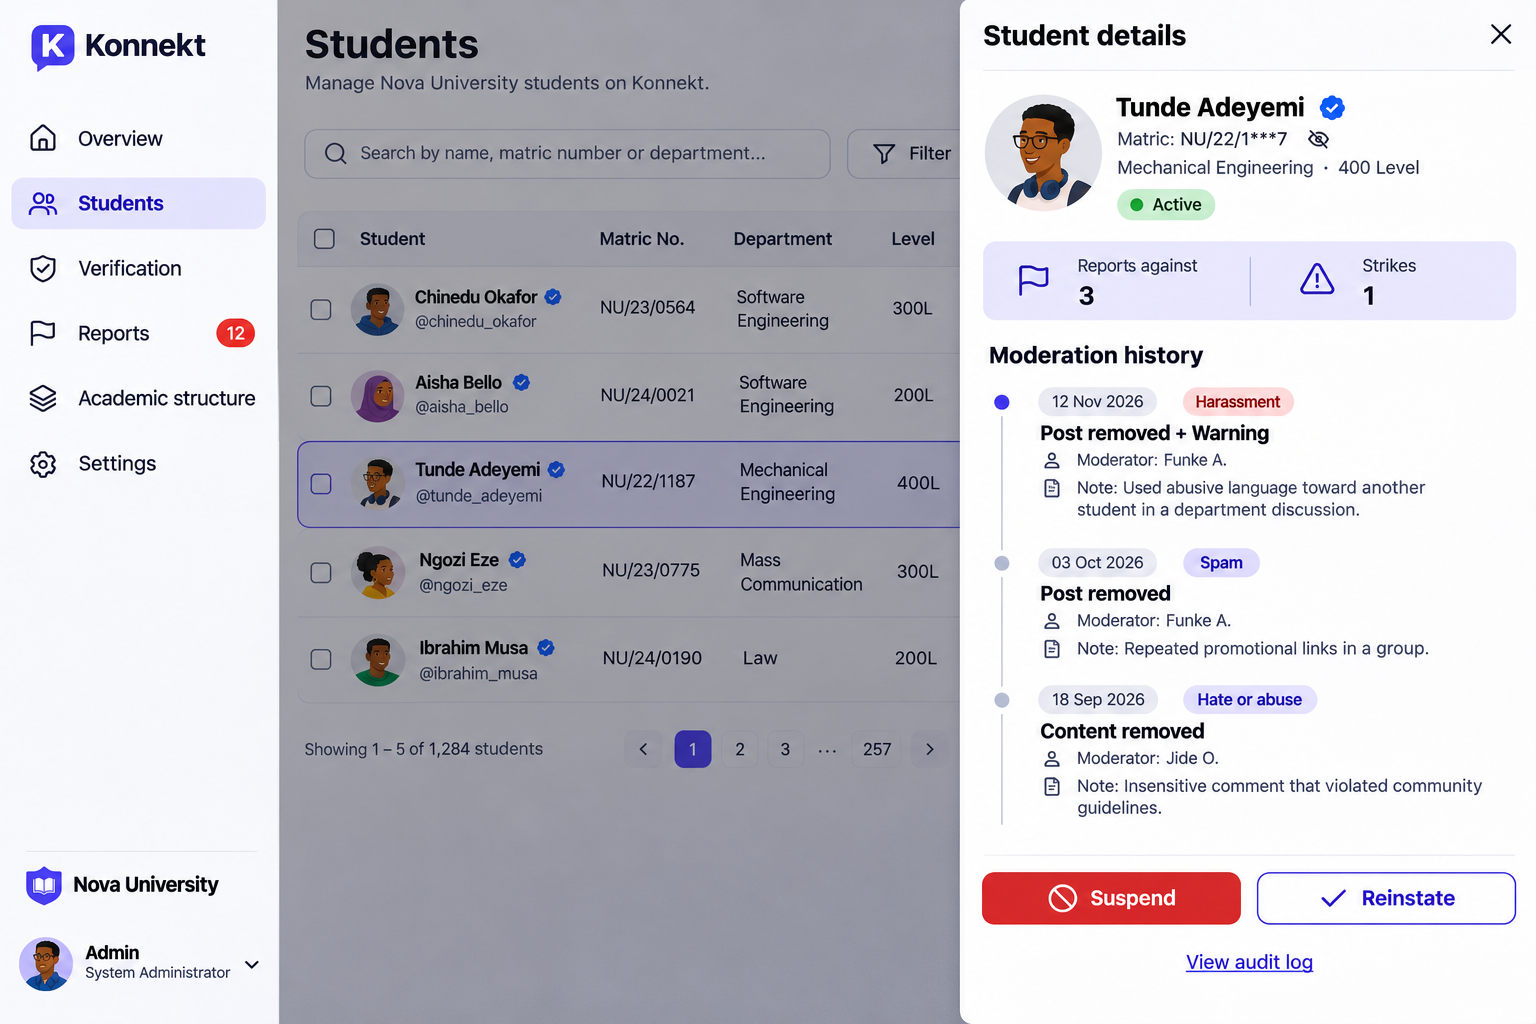 Konnekt
Overview
Students
Verification
Reports
12
Academic structure
Settings
Nova University
Admin
System Administrator
Students
Manage Nova University students on Konnekt.
Search by name, matric number or department...
Filter
Student Matric No. Department Level
Chinedu Okafor
@chinedu_okafor
NU/23/0564
Software
Engineering
300L
Aisha Bello
@aisha_bello
NU/24/0021
Software
Engineering
200L
Tunde Adeyemi
@tunde_adeyemi
NU/22/1187
Mechanical
Engineering
400L
Ngozi Eze
@ngozi_eze
NU/23/0775
Mass
Communication
300L
Ibrahim Musa
@ibrahim_musa
NU/24/0190
Law
200L
Showing 1 – 5 of 1,284 students
1 2 3 ... 257
Student details
Tunde Adeyemi
Matric: NU/22/1***7
Mechanical Engineering · 400 Level
Active
Reports against
3
Strikes
1
Moderation history
12 Nov 2026 Harassment
Post removed + Warning
Moderator: Funke A.
Note: Used abusive language toward another
student in a department discussion.
03 Oct 2026 Spam
Post removed
Moderator: Funke A.
Note: Repeated promotional links in a group.
18 Sep 2026 Hate or abuse
Content removed
Moderator: Jide O.
Note: Insensitive comment that violated community
guidelines.
Suspend
Reinstate
View audit log